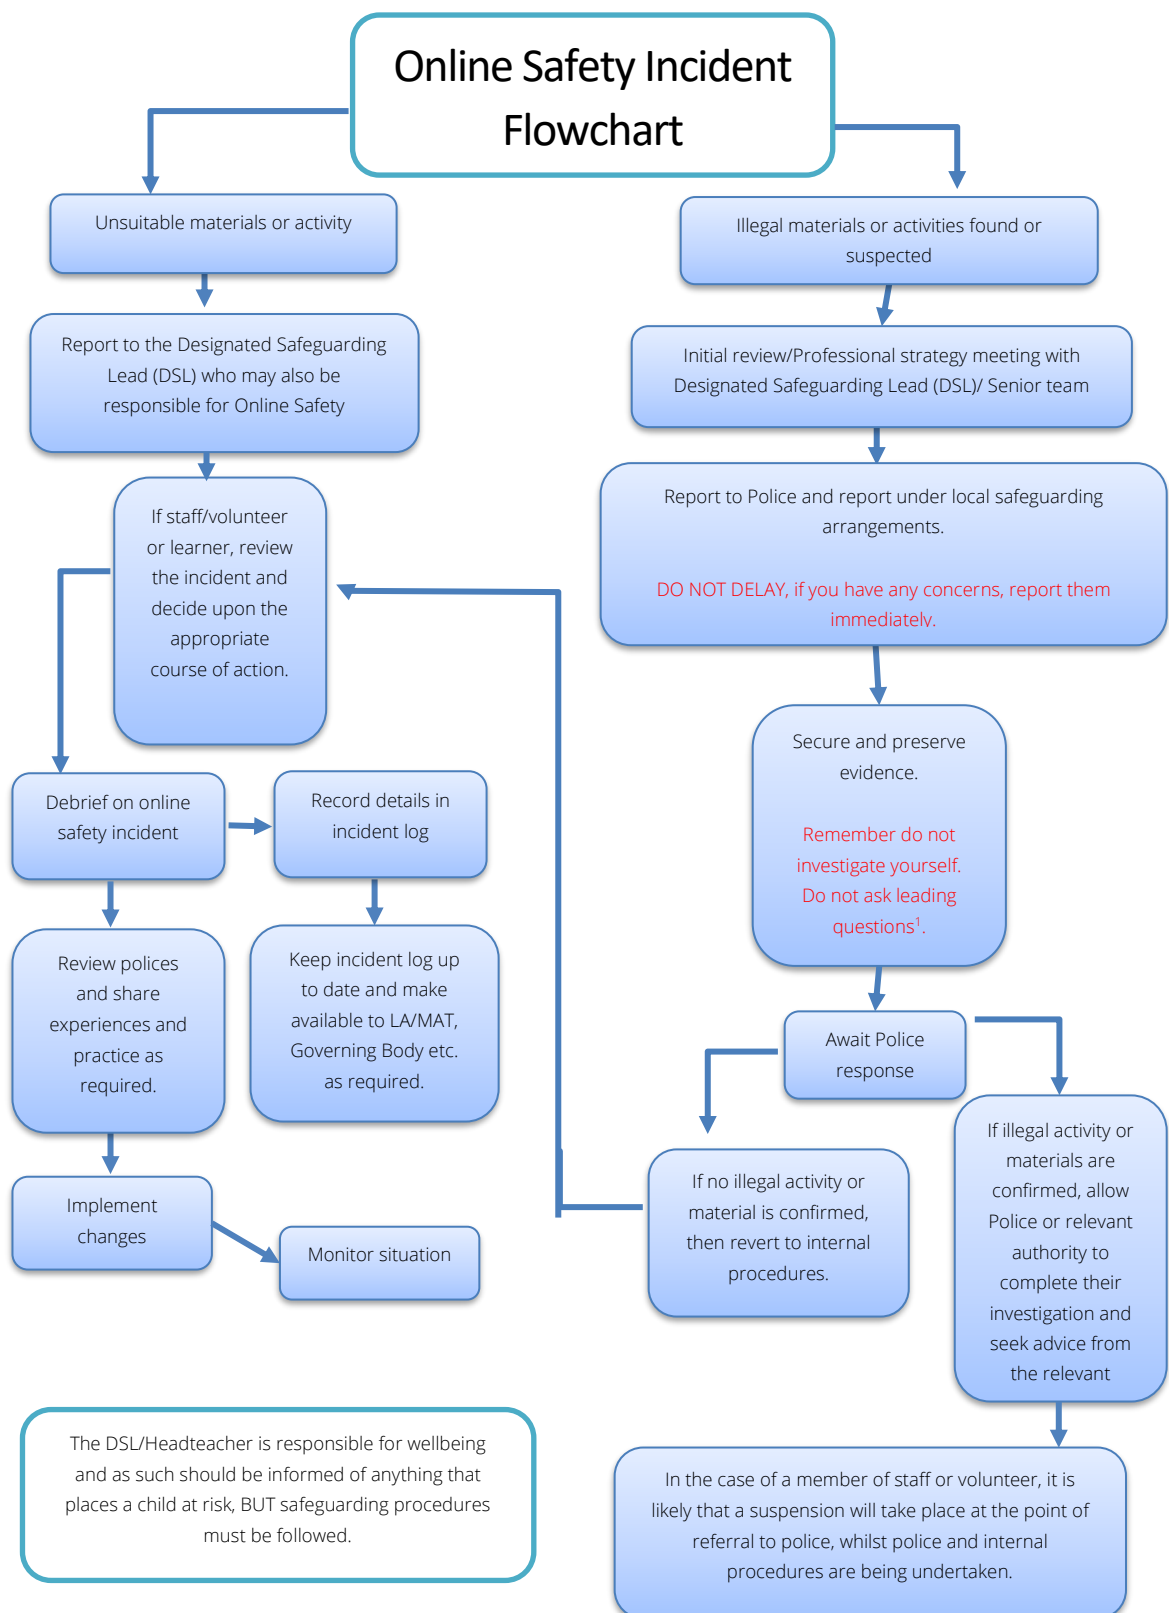 Online Safety Incident
Flowchart
Unsuitable materials or activity
Report to the Designated Safeguarding
Lead (DSL) who may also be
responsible for Online Safety
If staff/volunteer
or learner, review
the incident and
decide upon the
appropriate
course of action.
Debrief on online
safety incident
Record details in
incident log
Review polices
and share
experiences and
practice as
required.
Keep incident log up
to date and make
available to LA/MAT,
Governing Body etc.
as required.
Implement
changes
Monitor situation
The DSL/Headteacher is responsible for wellbeing
and as such should be informed of anything that
places a child at risk, BUT safeguarding procedures
must be followed.
Illegal materials or activities found or
suspected
Initial review/Professional strategy meeting with
Designated Safeguarding Lead (DSL)/ Senior team
Report to Police and report under local safeguarding
arrangements.
DO NOT DELAY, if you have any concerns, report them
immediately.
Secure and preserve
evidence.
Remember do not
investigate yourself.
Do not ask leading
questions¹.
Await Police
response
If no illegal activity or
material is confirmed,
then revert to internal
procedures.
If illegal activity or
materials are
confirmed, allow
Police or relevant
authority to
complete their
investigation and
seek advice from
the relevant
In the case of a member of staff or volunteer, it is
likely that a suspension will take place at the point of
referral to police, whilst police and internal
procedures are being undertaken.